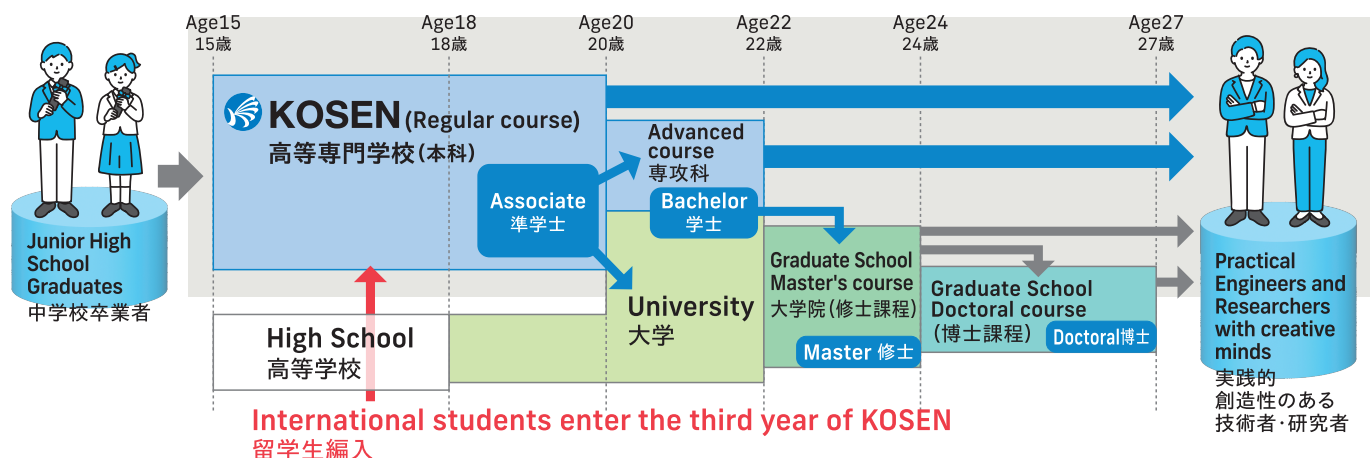 Age15
15歳
Age18
18歳
Age20
20歳
Age22
22歳
Age24
24歳
Age27
27歳
KOSEN (Regular course)
高等専門学校(本科)
Advanced
course
専攻科
Associate
準学士
Bachelor
学士
Junior High
School
Graduates
中学校卒業者
High School
高等学校
University
大学
Graduate School
Master's course
大学院(修士課程)
Master 修士
Graduate School
Doctoral course
(博士課程)
Doctoral博士
Practical
Engineers and
Researchers
with creative
minds
実践的
創造性のある
技術者・研究者
International students enter the third year of KOSEN
留学生編入